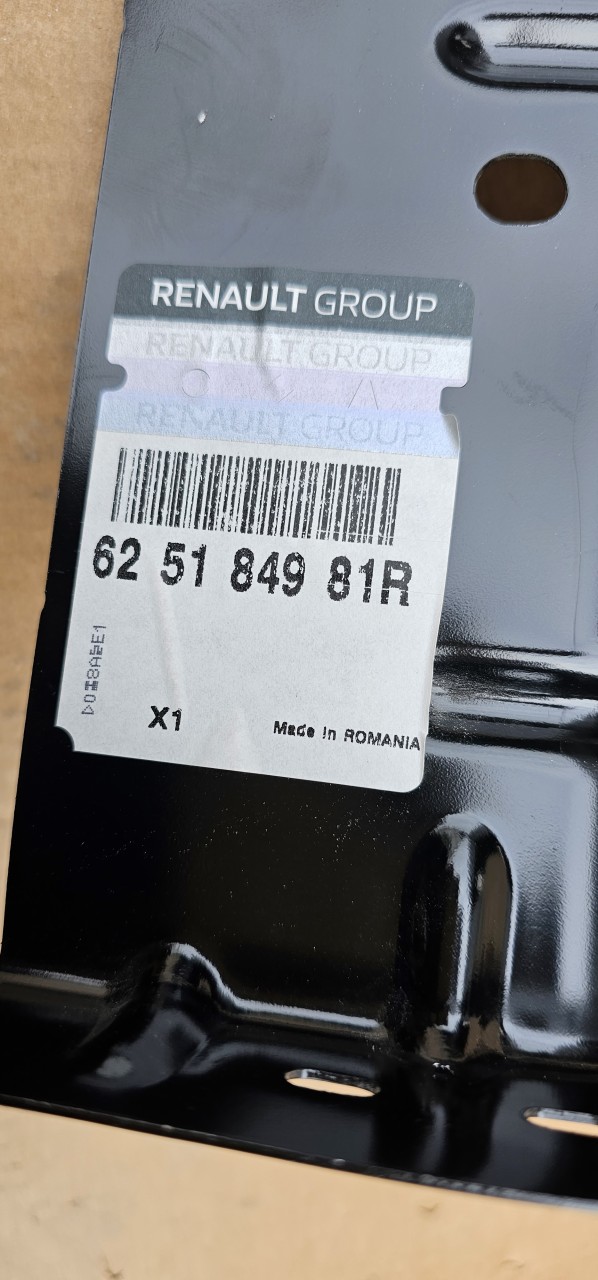 RENAULT GROUP
RENAULT GROUP
RENAULT GROUP
62 51 849 81R
X1
Made in ROMANIA